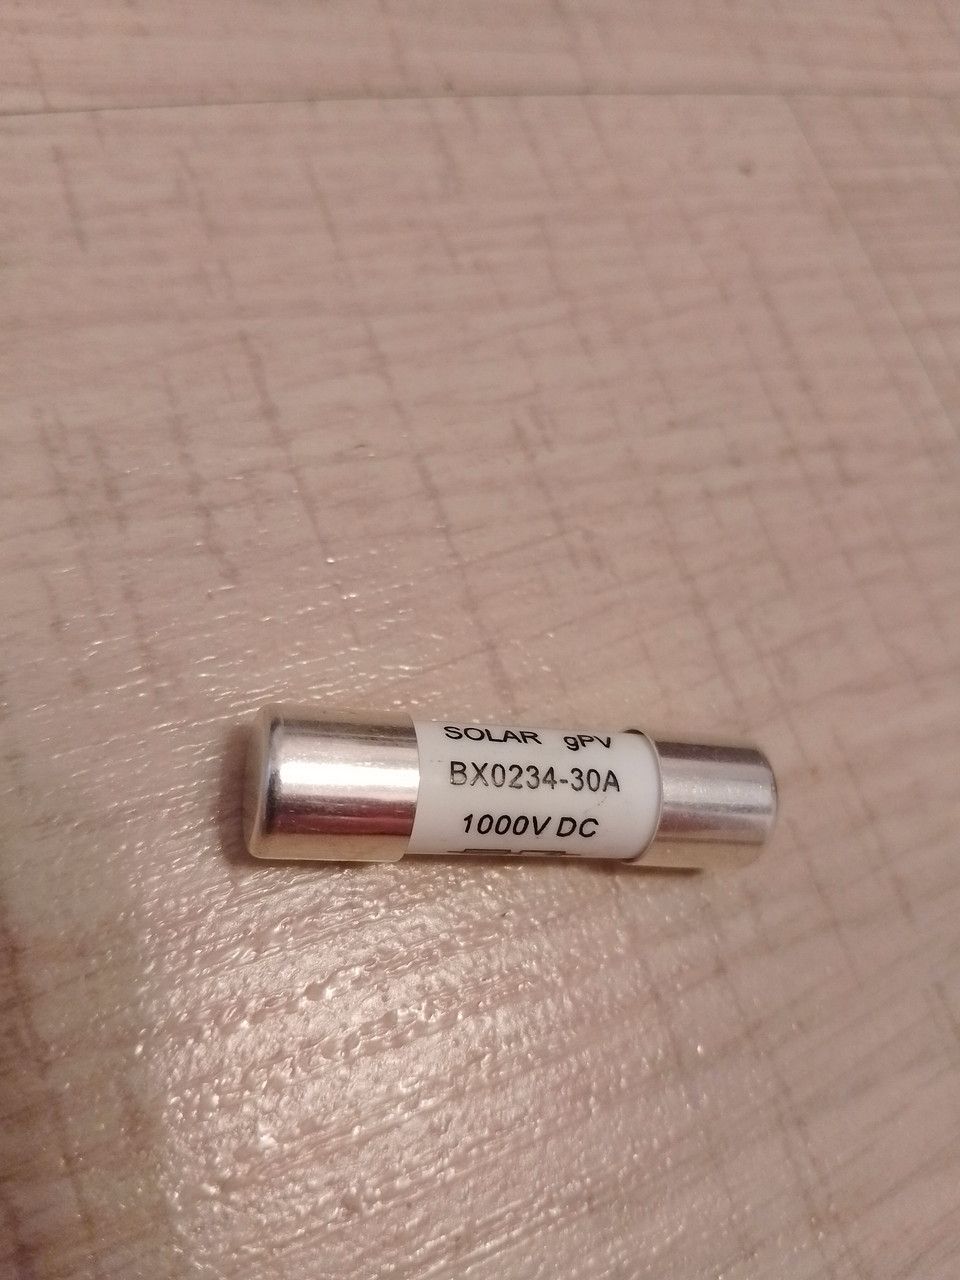 SOLAR gPV
BX0234-30A
1000V DC